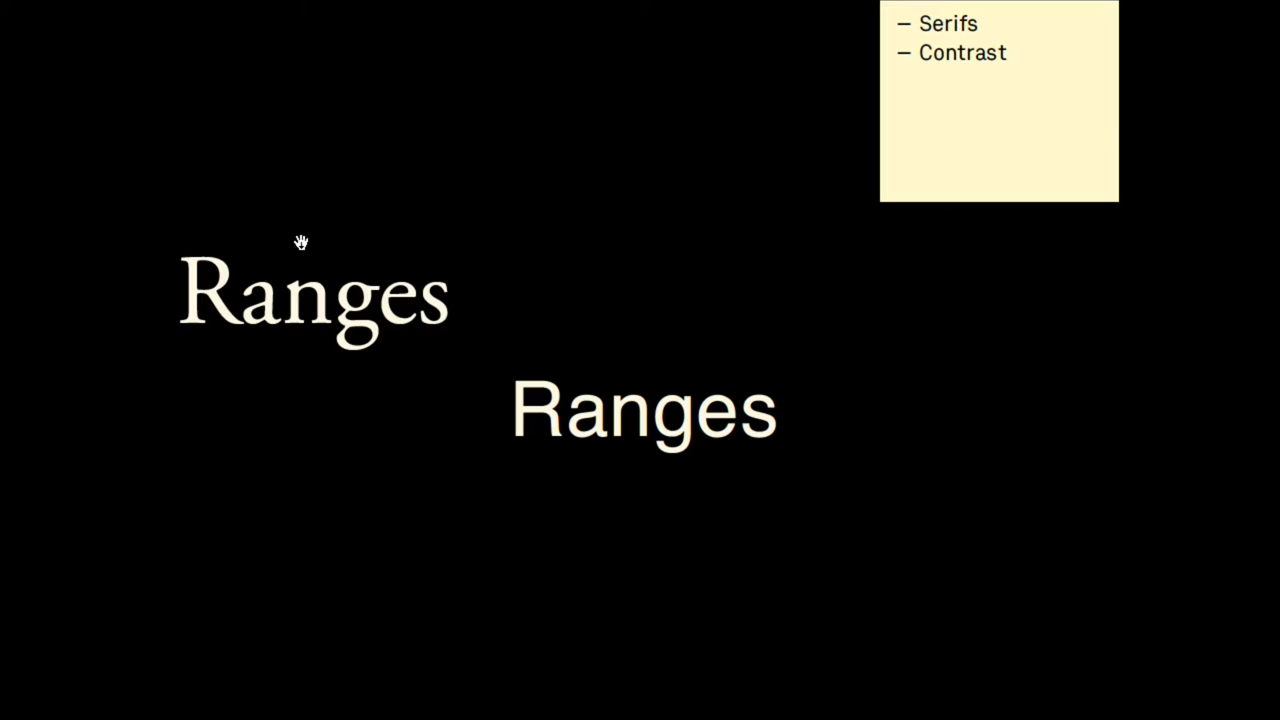 – Serifs
– Contrast
Ranges
Ranges